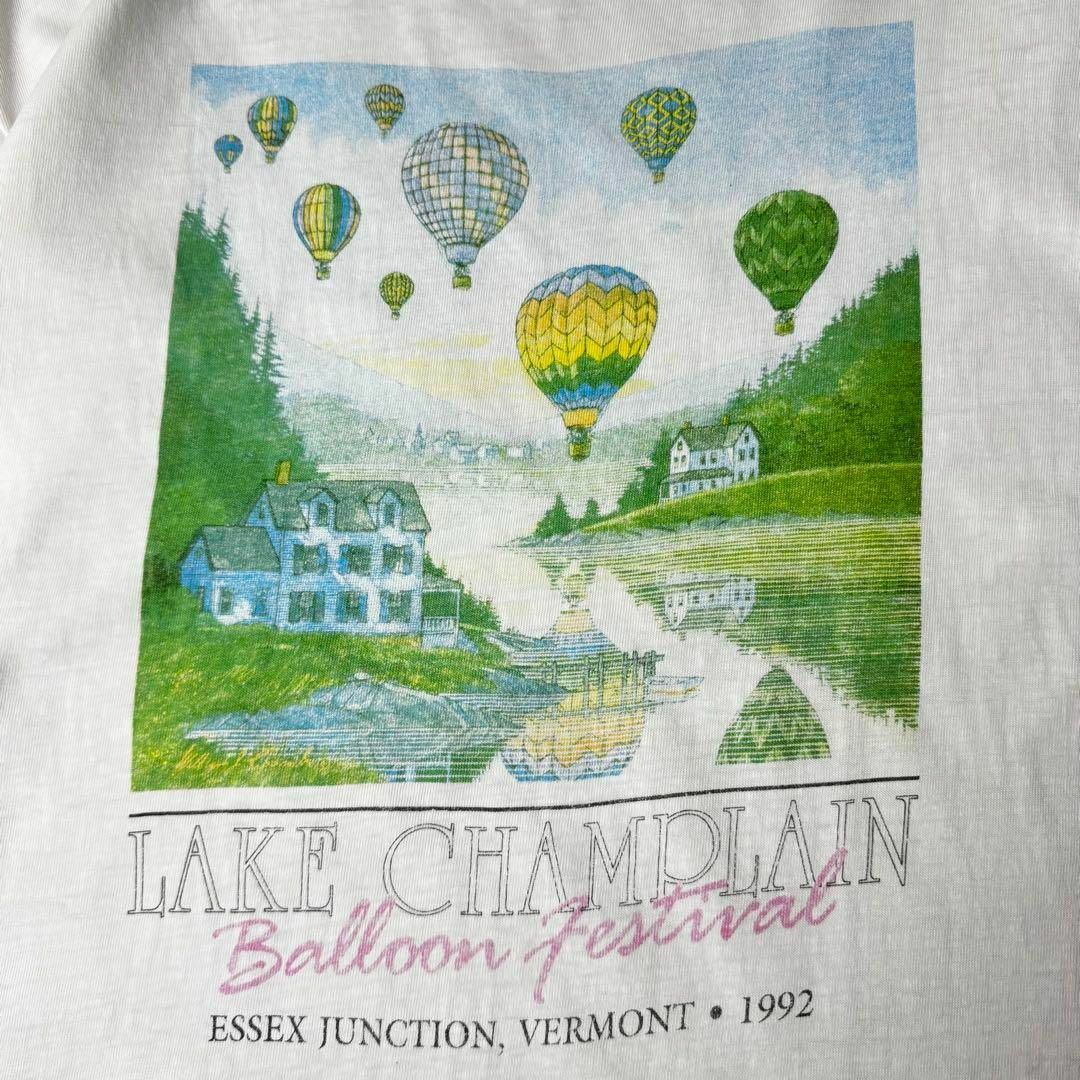 LAKE CHAMPLAIN
Balloon Festival
ESSEX JUNCTION, VERMONT • 1992